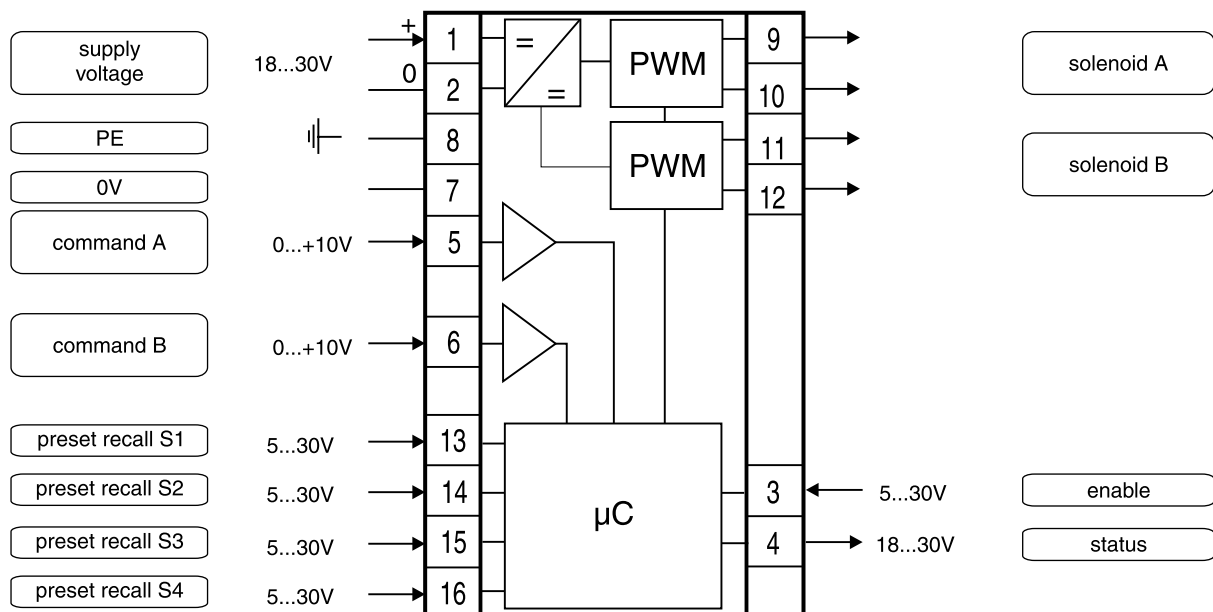 supply
voltage
18...30V
+
0
1
2
=
=
PWM
9
10
solenoid A
PE
8
PWM
11
12
solenoid B
0V
7
command A
0...+10V
5
command B
0...+10V
6
preset recall S1
5...30V
13
preset recall S2
5...30V
14
µC
3
5...30V
enable
preset recall S3
5...30V
15
4
18...30V
status
preset recall S4
5...30V
16